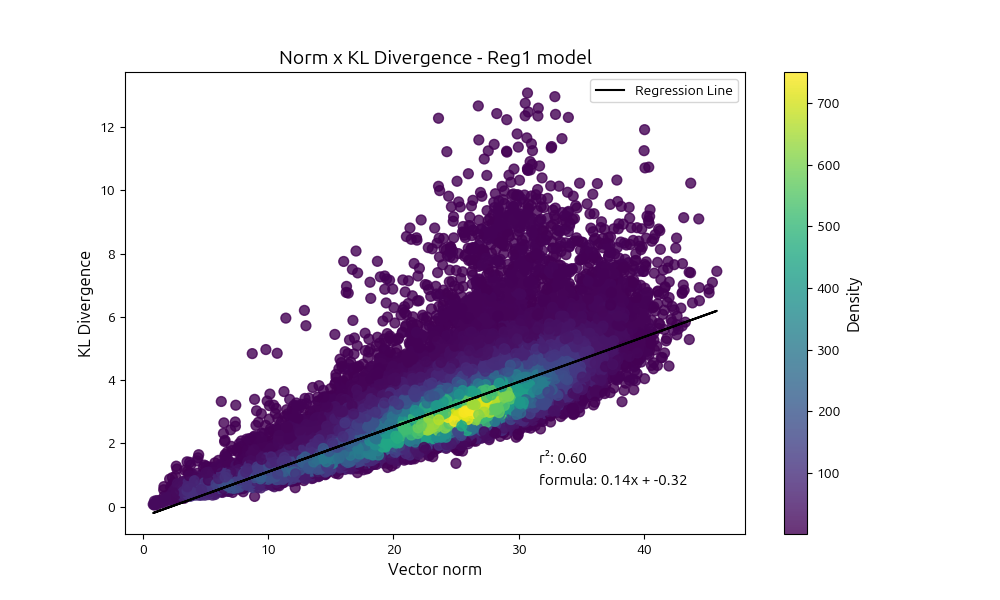 Norm x KL Divergence - Reg1 model
Regression Line
KL Divergence
12
10
8
6
4
2
0
r²: 0.60
formula: 0.14x + -0.32
0 10 20 30 40
Vector norm
700
600
500
400
300
200
100
Density